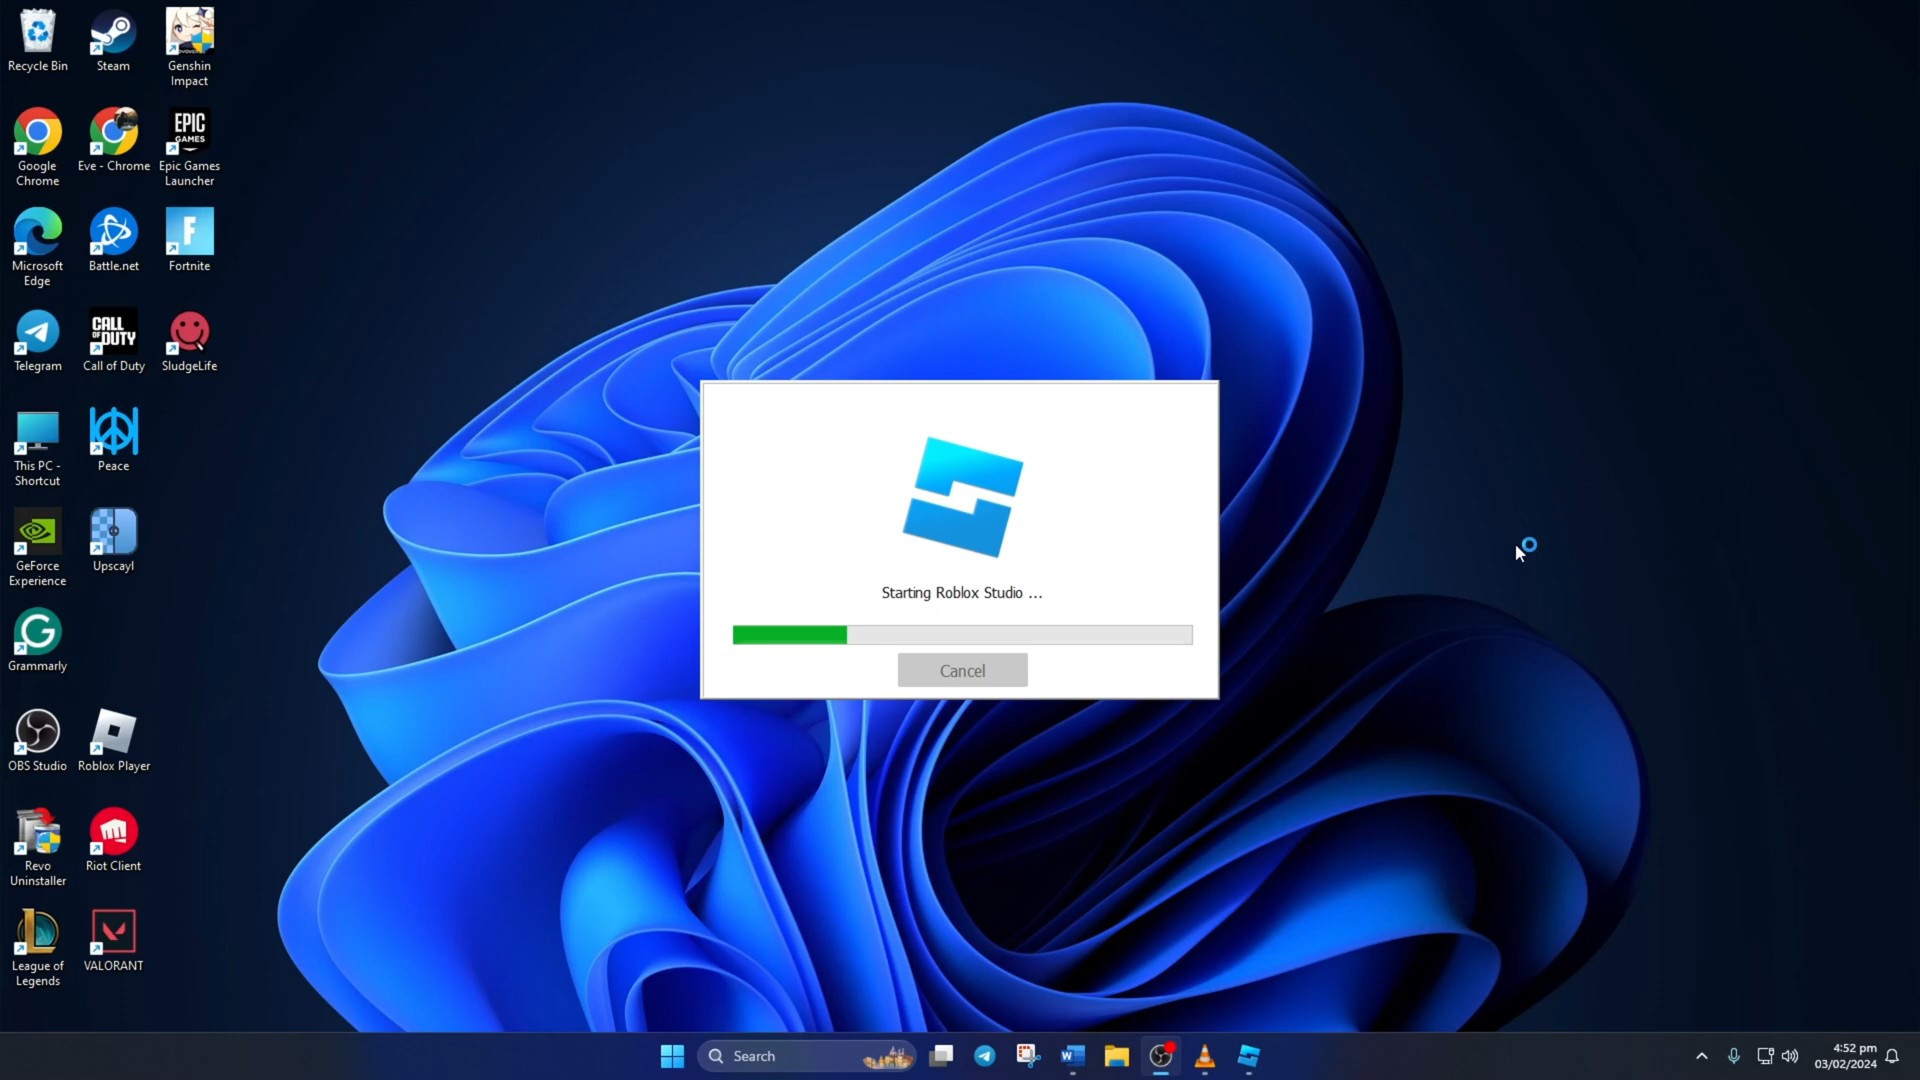 Recycle Bin
Steam
Genshin
Impact
Google
Chrome
Eve - Chrome
EPIC
GAMES
Epic Games
Launcher
Microsoft
Edge
Battle.net
F
Fortnite
Telegram
CALL
OF DUTY
Call of Duty
SludgeLife
This PC -
Shortcut
Peace
GeForce
Experience
Upscayl
Grammarly
OBS Studio
Roblox Player
Revo
Uninstaller
Riot Client
League of
Legends
VALORANT
Starting Roblox Studio ...
Cancel
Search
4:52 pm
03/02/2024